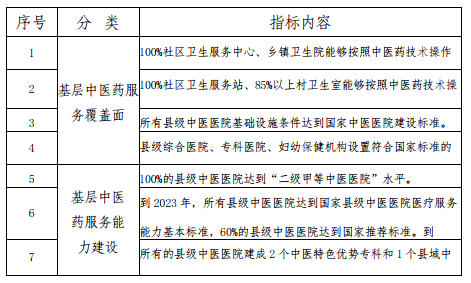 序号 分 类 指标内容
1 100%社区卫生服务中心、乡镇卫生院能够按照中医药技术操作
2 100%社区卫生服务站、85%以上村卫生室能够按照中医药技术操
基层中医药服
务覆盖面
3 所有县级中医医院基础设施条件达到国家中医医院建设标准。
4 县级综合医院、专科医院、妇幼保健机构设置符合国家标准的
5 100%的县级中医医院达到“二级甲等中医医院”水平。
基层中医
药服务能
力建设
6 到 2023 年，所有县级中医医院达到国家县级中医医院医疗服务
能力基本标准，60%的县级中医医院达到国家推荐标准。到
7 所有的县级中医医院建成 2 个中医特色优势专科和 1 个县域中